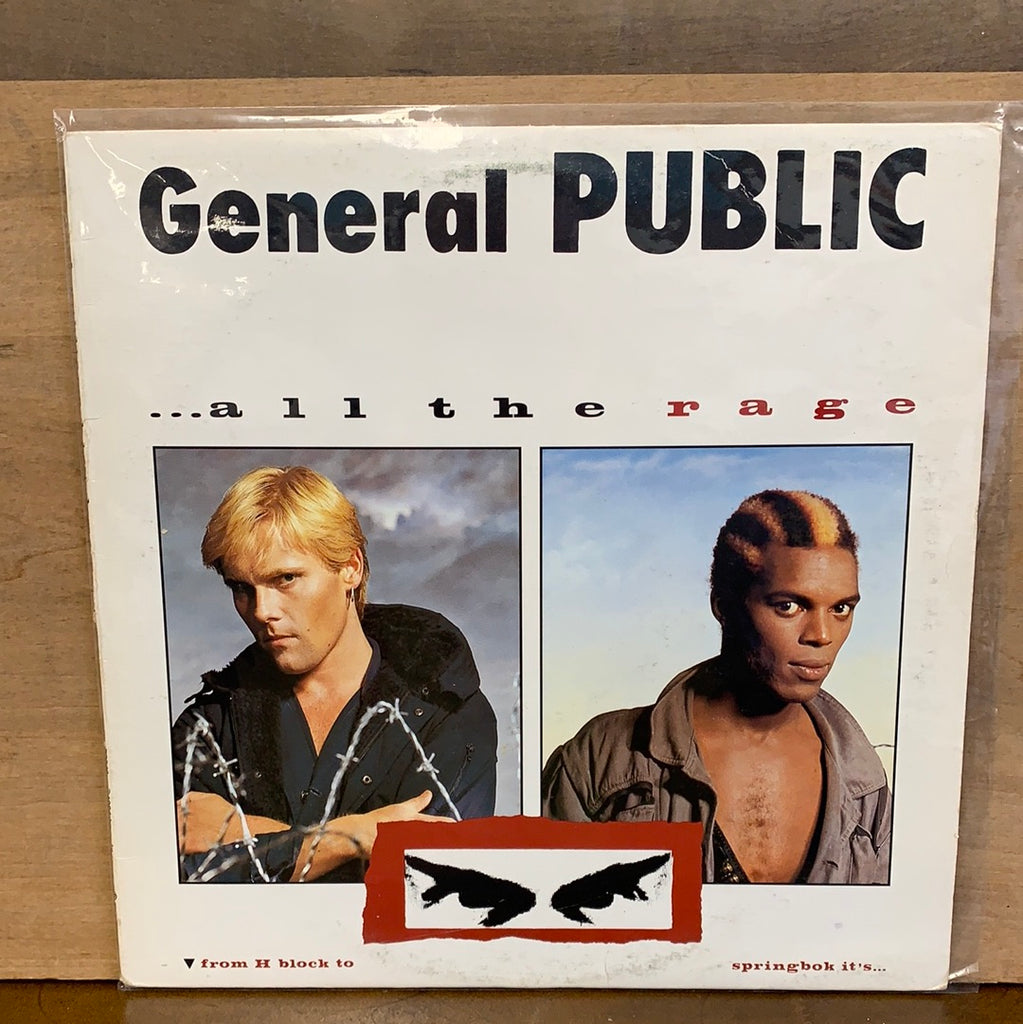 General PUBLIC
...all the rage
▼from H block to
springbok it's...